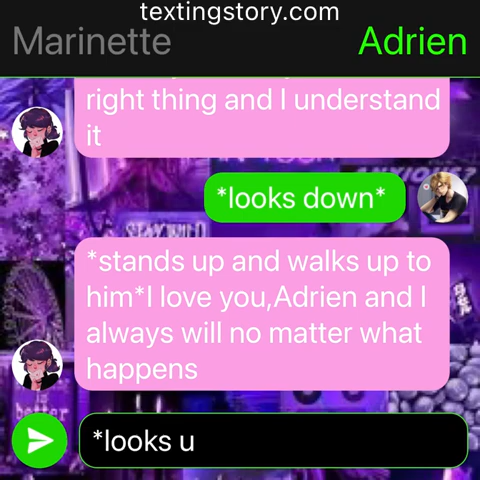 textingstory.com
Marinette Adrien
right thing and I understand
it
*looks down*
*stands up and walks up to
him*I love you,Adrien and I
always will no matter what
happens
*looks u